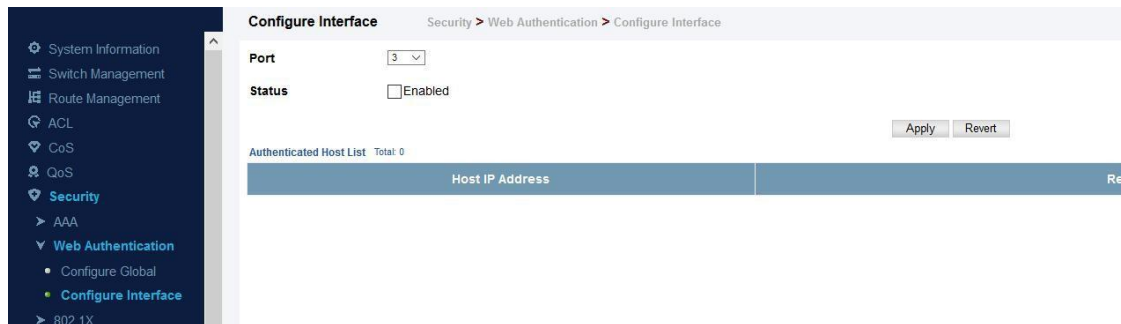 Configure Interface Security > Web Authentication > Configure Interface
System Information
Switch Management
Route Management
ACL
CoS
QoS
Security
AAA
Web Authentication
Configure Global
Configure Interface
802.1X
Port 3
Status Enabled
Apply Revert
Authenticated Host List Total: 0
Host IP Address Re